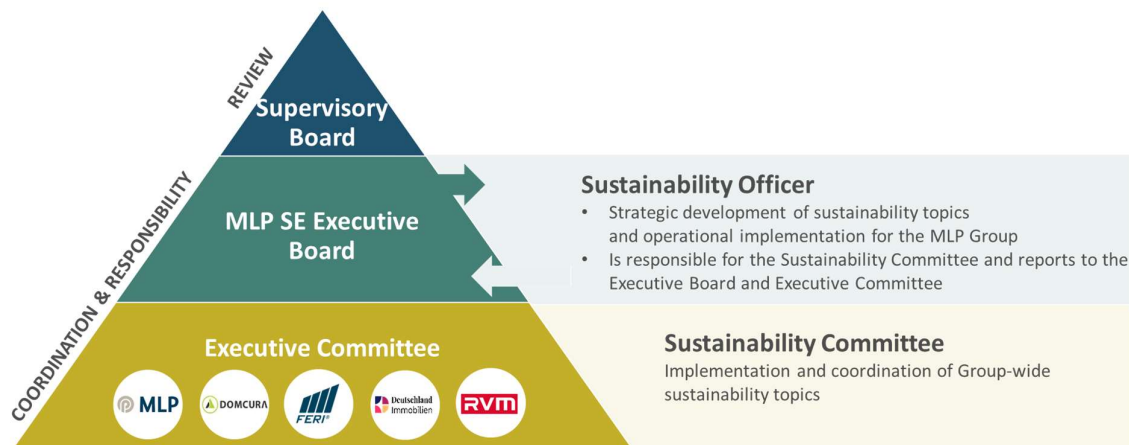 REVIEW
Supervisory
Board
COORDINATION & RESPONSIBILITY
MLP SE Executive
Board
Sustainability Officer
• Strategic development of sustainability topics
and operational implementation for the MLP Group
• Is responsible for the Sustainability Committee and reports to the
Executive Board and Executive Committee
Executive Committee
MLP
DOMCURA
FERI®
Deutschland
Immobilien
RVM
Sustainability Committee
Implementation and coordination of Group-wide
sustainability topics